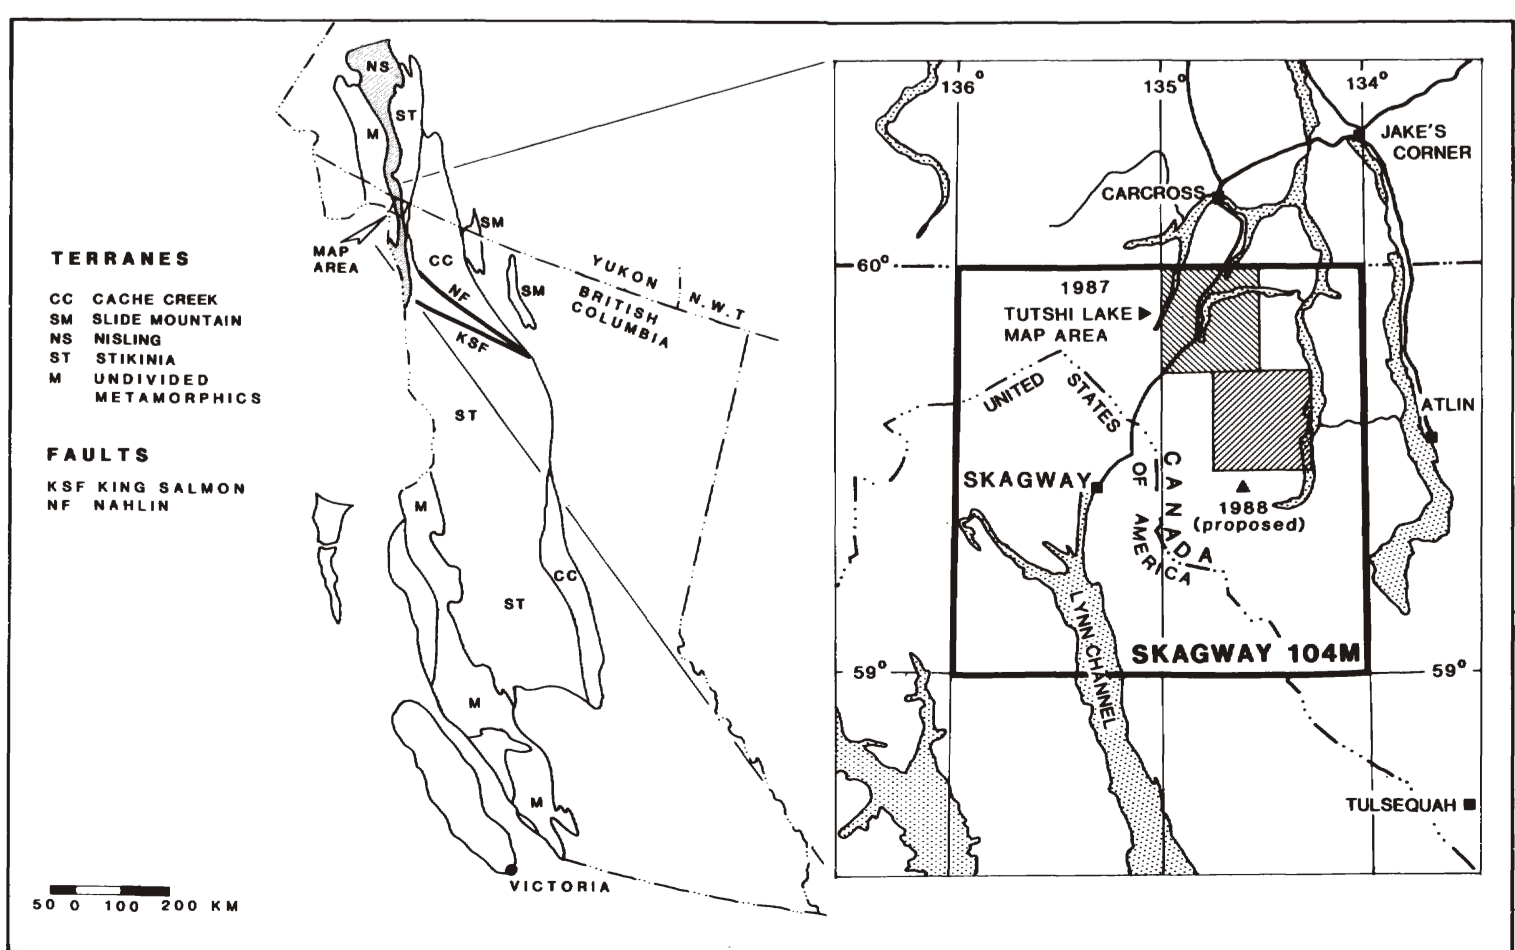 TERRANES
CC CACHE CREEK
SM SLIDE MOUNTAIN
NS NISLING
ST STIKINIA
M UNDIVIDED
METAMORPHICS
FAULTS
KSF KING SALMON
NF NAHLIN
NS
ST
M
MAP
AREA
SM
CC
SM
NF
KSF
YUKON
N.W.T
BRITISH
COLUMBIA
ST
M
CC
ST
M
M
VICTORIA
50 0 100 200 KM
136°
135°
134°
JAKE'S
CORNER
CARCROSS
60°
1987
TUTSHI LAKE
MAP AREA
UNITED
STATES
OF
AMERICA
CANADA
ATLIN
SKAGWAY
1988
(proposed)
LYNN CHANNEL
SKAGWAY 104M
59°
59°
TULSEQUAH